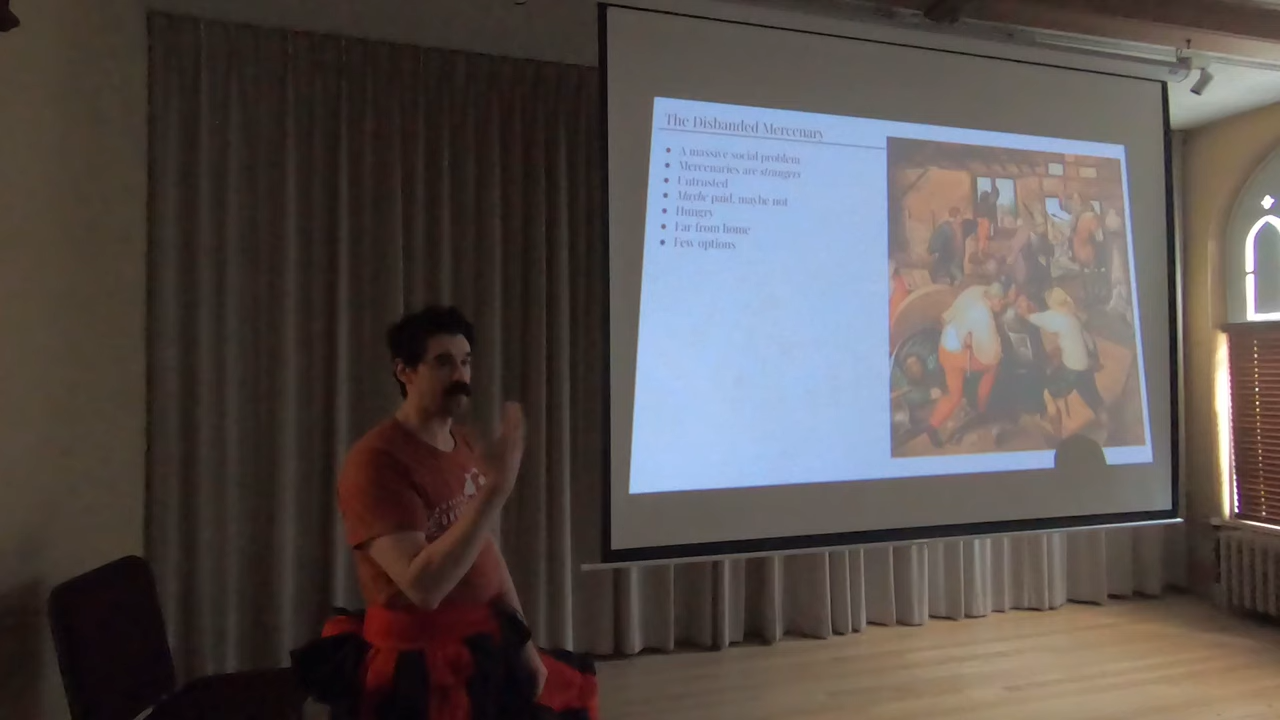 The Disbanded Mercenary
• A massive social problem
• Mercenaries are strangers
• Untrusted
• Maybe paid, maybe not
• Hungry
• Far from home
• Few options